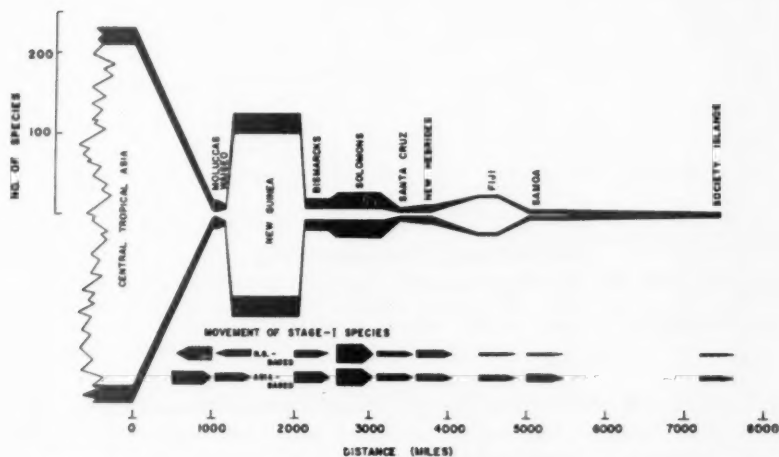 NO. OF SPECIES
200
100
CENTRAL TROPICAL ASIA
MOLUCCAS
WAIGEO
NEW GUINEA
BISMARCKS
SOLOMONS
SANTA CRUZ
NEW HEBRIDES
FIJI
SAMOA
SOCIETY ISLANDS
MOVEMENT OF STAGE-I SPECIES
N.G.-
BASED
ASIA-
BASED
0
1000
2000
3000
4000
5000
6000
7000
8000
DISTANCE (MILES)